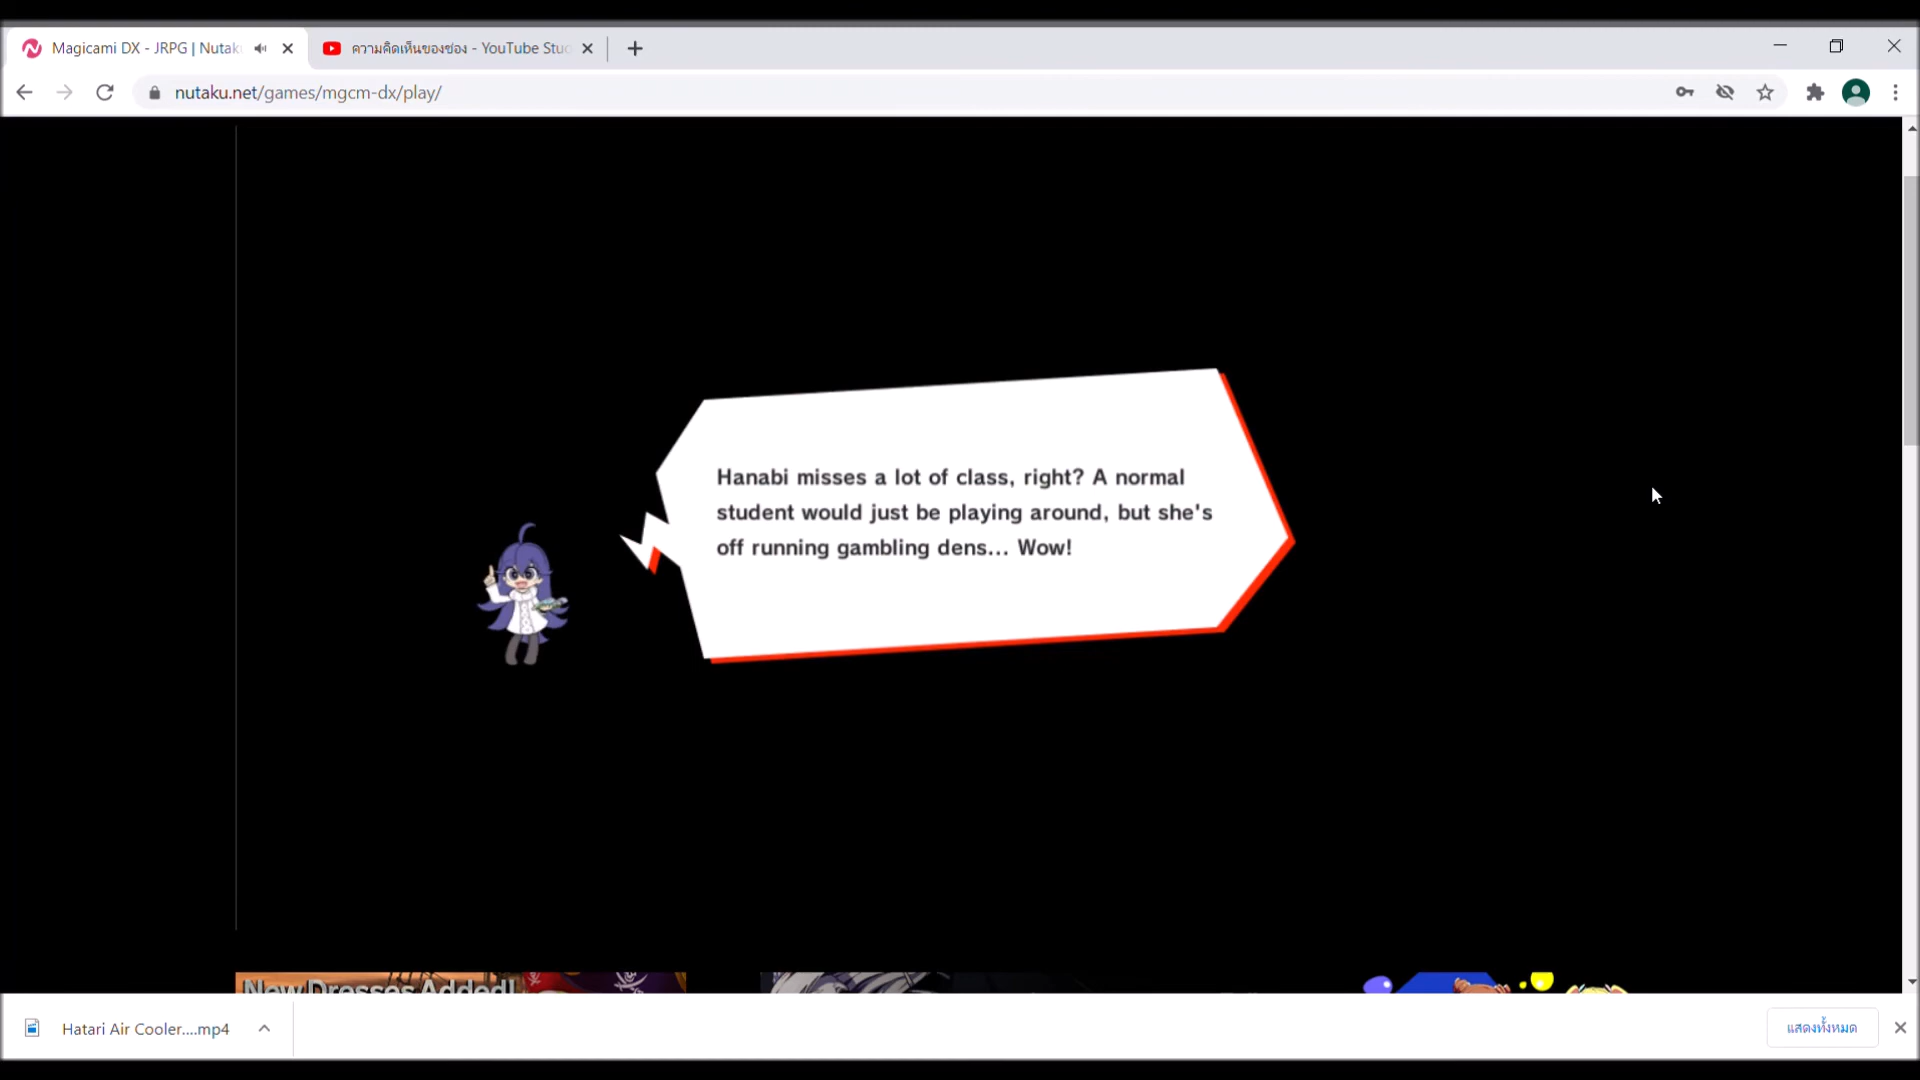 Magicami DX - JRPG | Nutak
ความคิดเห็นของช่อง - YouTube Stu
nutaku.net/games/mgcm-dx/play/
Hanabi misses a lot of class, right? A normal
student would just be playing around, but she's
off running gambling dens... Wow!
New Dresses Added!
Hatari Air Cooler....mp4
แสดงทั้งหมด